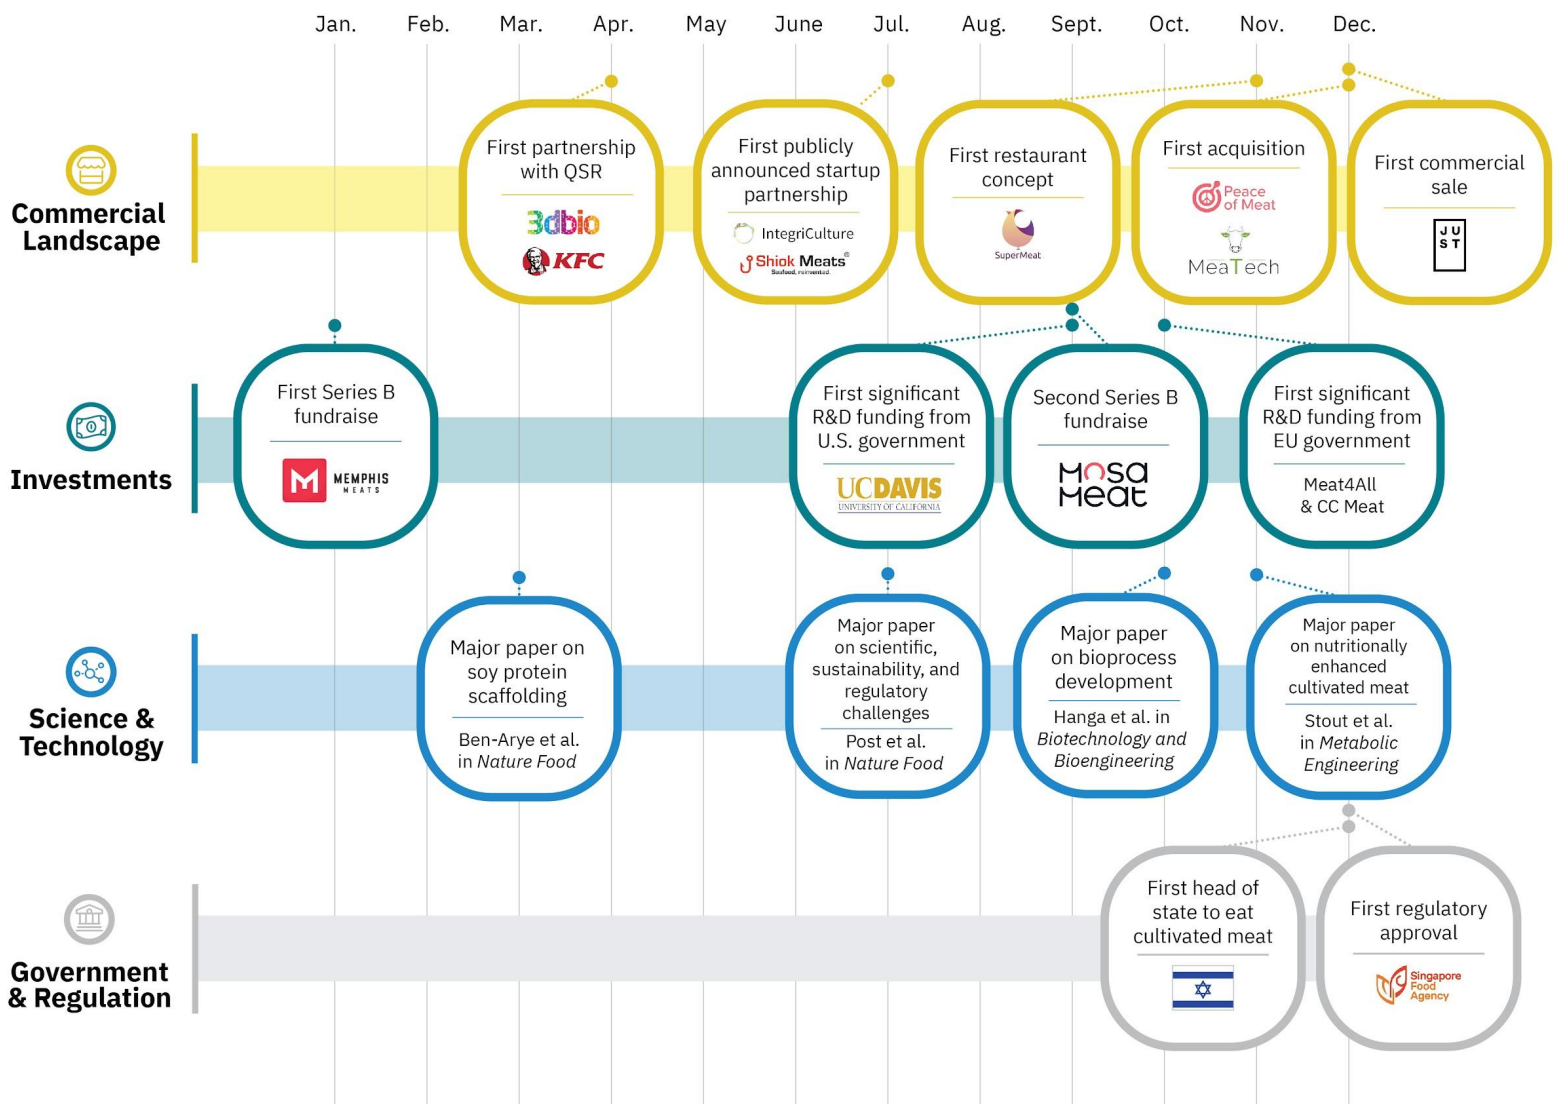 Jan. Feb. Mar. Apr. May June Jul. Aug. Sept. Oct. Nov. Dec.
Commercial
Landscape
First partnership
with QSR
3dbio
KFC
First publicly
announced startup
partnership
IntegriCulture
Shiok Meats®
Seafood, reinvented.
First restaurant
concept
SuperMeat
First acquisition
Peace
of Meat
MeaTech
First commercial
sale
JU
ST
Investments
First Series B
fundraise
MEMPHIS
MEATS
First significant
R&D funding from
U.S. government
UCDAVIS
UNIVERSITY OF CALIFORNIA
Second Series B
fundraise
Mosa
Meat
First significant
R&D funding from
EU government
Meat4All
& CC Meat
Science &
Technology
Major paper on
soy protein
scaffolding
Ben-Arye et al.
in Nature Food
Major paper
on scientific,
sustainability, and
regulatory
challenges
Post et al.
in Nature Food
Major paper
on bioprocess
development
Hanga et al. in
Biotechnology and
Bioengineering
Major paper
on nutritionally
enhanced
cultivated meat
Stout et al.
in Metabolic
Engineering
Government
& Regulation
First head of
state to eat
cultivated meat
First regulatory
approval
Singapore
Food
Agency